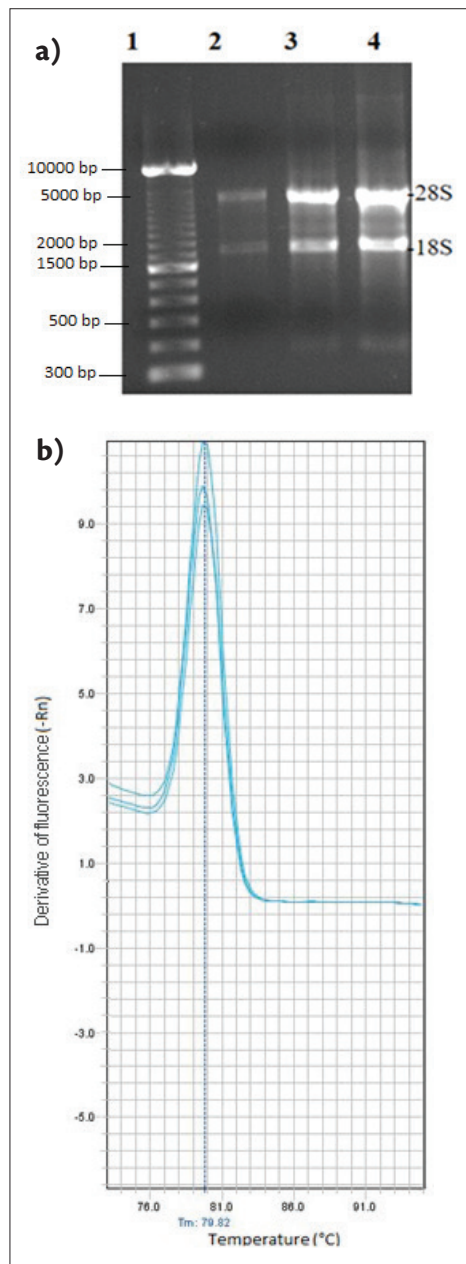 1 2 3 4
a)
10000 bp
5000 bp
-28S
2000 bp
-18S
1500 bp
500 bp
300 bp
b)
9.0
7.0
5.0
3.0
1.0
-1.0
-3.0
-5.0
Derivative of fluorescence (-Rn)
76.0 81.0 86.0 91.0
Tm: 79.82
Temperature (°C)